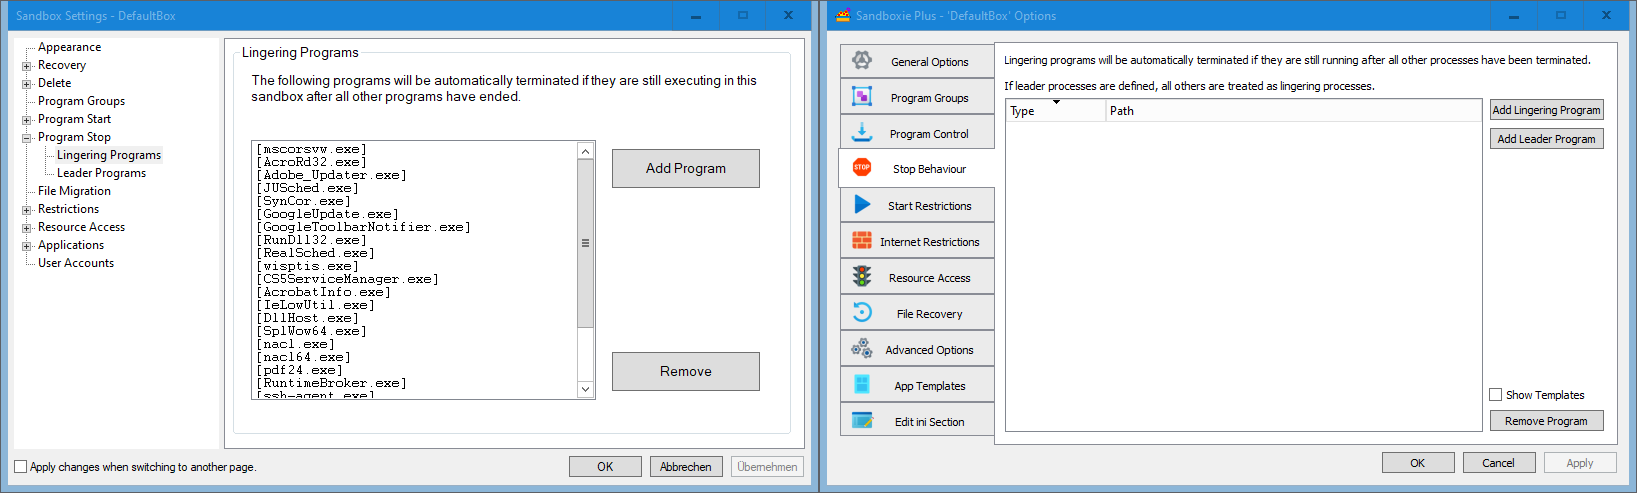 Sandbox Settings - DefaultBox
Appearance
Recovery
Delete
Program Groups
Program Start
Program Stop
Lingering Programs
Leader Programs
File Migration
Restrictions
Resource Access
Applications
User Accounts
Lingering Programs
The following programs will be automatically terminated if they are still executing in this
sandbox after all other programs have ended.
[mscorsvw.exe]
[AcroRd32.exe]
[Adobe_Updater.exe]
[JUSched.exe]
[SynCor.exe]
[GoogleUpdate.exe]
[GoogleToolbarNotifier.exe]
[RunDll32.exe]
[RealSched.exe]
[wisptis.exe]
[CS5ServiceManager.exe]
[AcrobatInfo.exe]
[IeLowUtil.exe]
[DllHost.exe]
[SplWow64.exe]
[nacl.exe]
[nacl64.exe]
[pdf24.exe]
[RuntimeBroker.exe]
[ssh-agent.exe]
Add Program
Remove
Apply changes when switching to another page.
OK
Abbrechen
Übernehmen
Sandboxie Plus - 'DefaultBox' Options
General Options
Program Groups
Program Control
STOP
Stop Behaviour
Start Restrictions
Internet Restrictions
Resource Access
File Recovery
Advanced Options
App Templates
Edit ini Section
Lingering programs will be automatically terminated if they are still running after all other processes have been terminated.
If leader processes are defined, all others are treated as lingering processes.
Type Path
Add Lingering Program
Add Leader Program
Show Templates
Remove Program
OK
Cancel
Apply